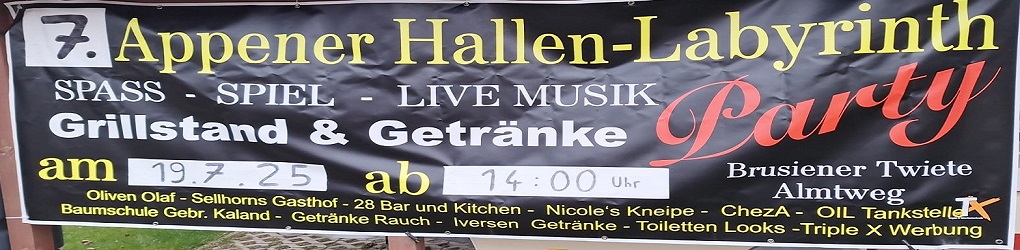 7. Appener Hallen-Labyrinth
Party
SPASS - SPIEL - LIVE MUSIK
Grillstand & Getränke
am 19.7.25 ab 14:00 Uhr
Brusiener Twiete
Almtweg
Oliven Olaf - Sellhorns Gasthof - 28 Bar und Kitchen - Nicole's Kneipe - ChezA - OIL Tankstelle
Baumschule Gebr. Kaland - Getränke Rauch - Iversen Getränke - Toiletten Looks -Triple X Werbung